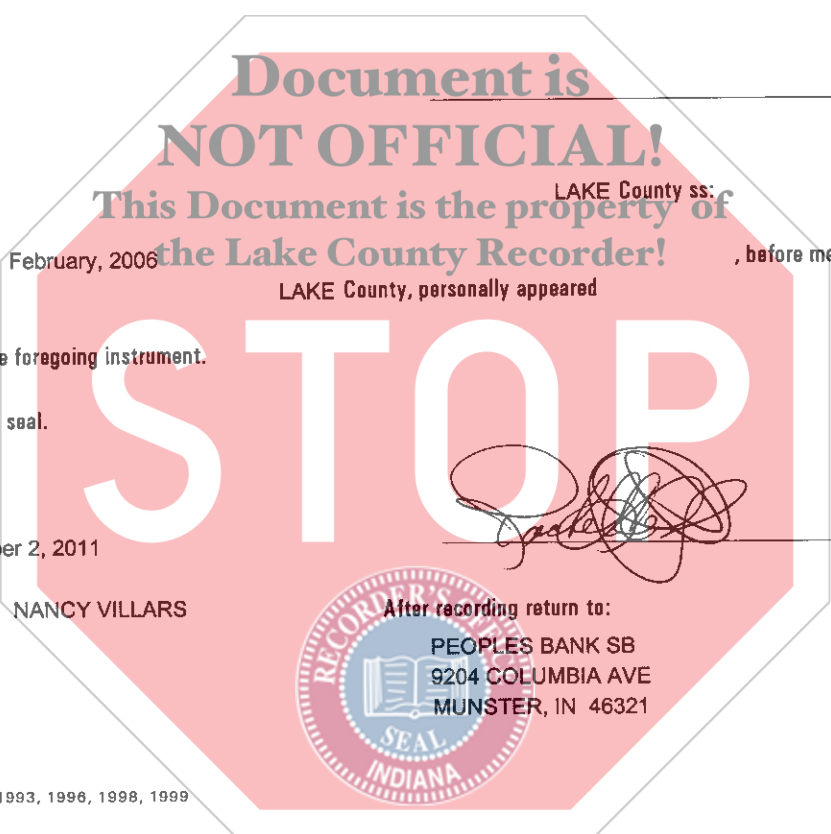 Document is
NOT OFFICIAL!
LAKE County ss:
This Document is the property of
the Lake County Recorder!
February, 2006
, before me
LAKE County, personally appeared
e foregoing instrument.
seal.
STOP
er 2, 2011
NANCY VILLARS
After recording return to:
PEOPLES BANK SB
9204 COLUMBIA AVE
MUNSTER, IN 46321
RECORDER'S OFFICE
SEAL
INDIANA
1993, 1996, 1998, 1999